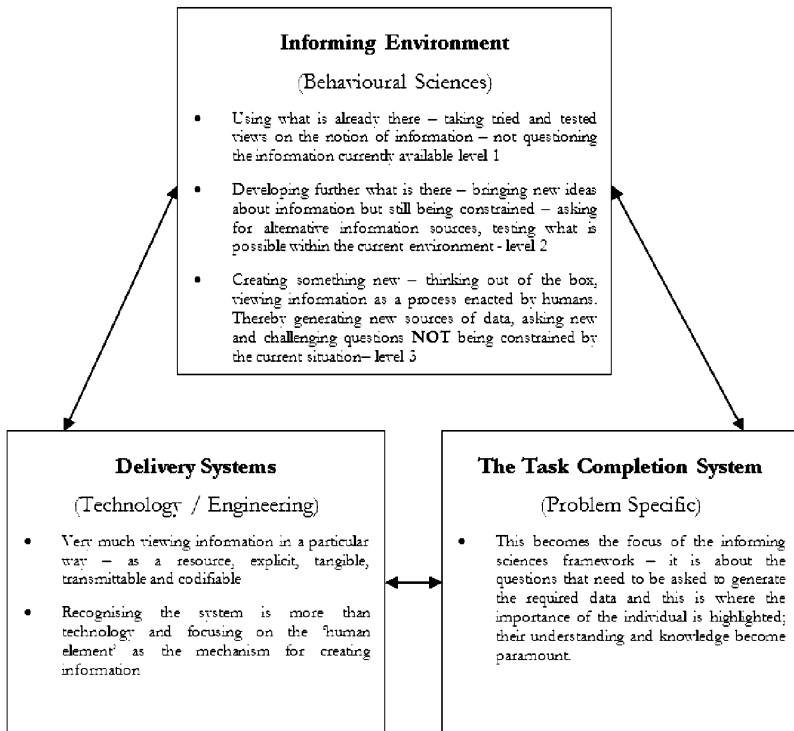 Informing Environment
(Behavioural Sciences)
• Using what is already there – taking tried and tested
views on the notion of information – not questioning
the information currently available level 1
• Developing further what is there – bringing new ideas
about information but still being constrained – asking
for alternative information sources, testing what is
possible within the current environment - level 2
• Creating something new – thinking out of the box,
viewing information as a process enacted by humans.
Thereby generating new sources of data, asking new
and challenging questions NOT being constrained by
the current situation– level 3
Delivery Systems
(Technology / Engineering)
• Very much viewing information in a particular
way – as a resource, explicit, tangible,
transmittable and codifiable
• Recognising the system is more than
technology and focusing on the ‘human
element’ as the mechanism for creating
information
The Task Completion System
(Problem Specific)
• This becomes the focus of the informing
sciences framework – it is about the
questions that need to be asked to generate
the required data and this is where the
importance of the individual is highlighted;
their understanding and knowledge become
paramount.